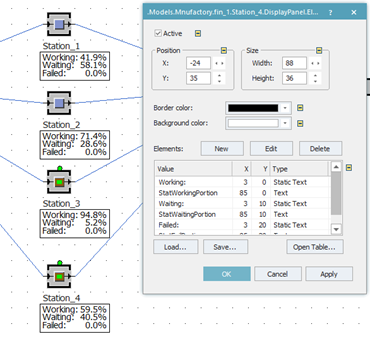 Station_1
Working: 41.9%
Waiting: 58.1%
Failed: 0.0%
Station_2
Working: 71.4%
Waiting: 28.6%
Failed: 0.0%
Station_3
Working: 94.8%
Waiting: 5.2%
Failed: 0.0%
Station_4
Working: 59.5%
Waiting: 40.5%
Failed: 0.0%
.Models.Mnufactory.fin_1.Station_4.DisplayPanel.El... ? ×
Active
Position
X: -24
Y: 35
Size
Width: 88
Height: 36
Border color:
Background color:
Elements: New Edit Delete
Value X Y Type
Working: 3 0 Static Text
StatWorkingPortion 85 0 Text
Waiting: 3 10 Static Text
StatWaitingPortion 85 10 Text
Failed: 3 20 Static Text
Load... Save... Open Table...
OK Cancel Apply